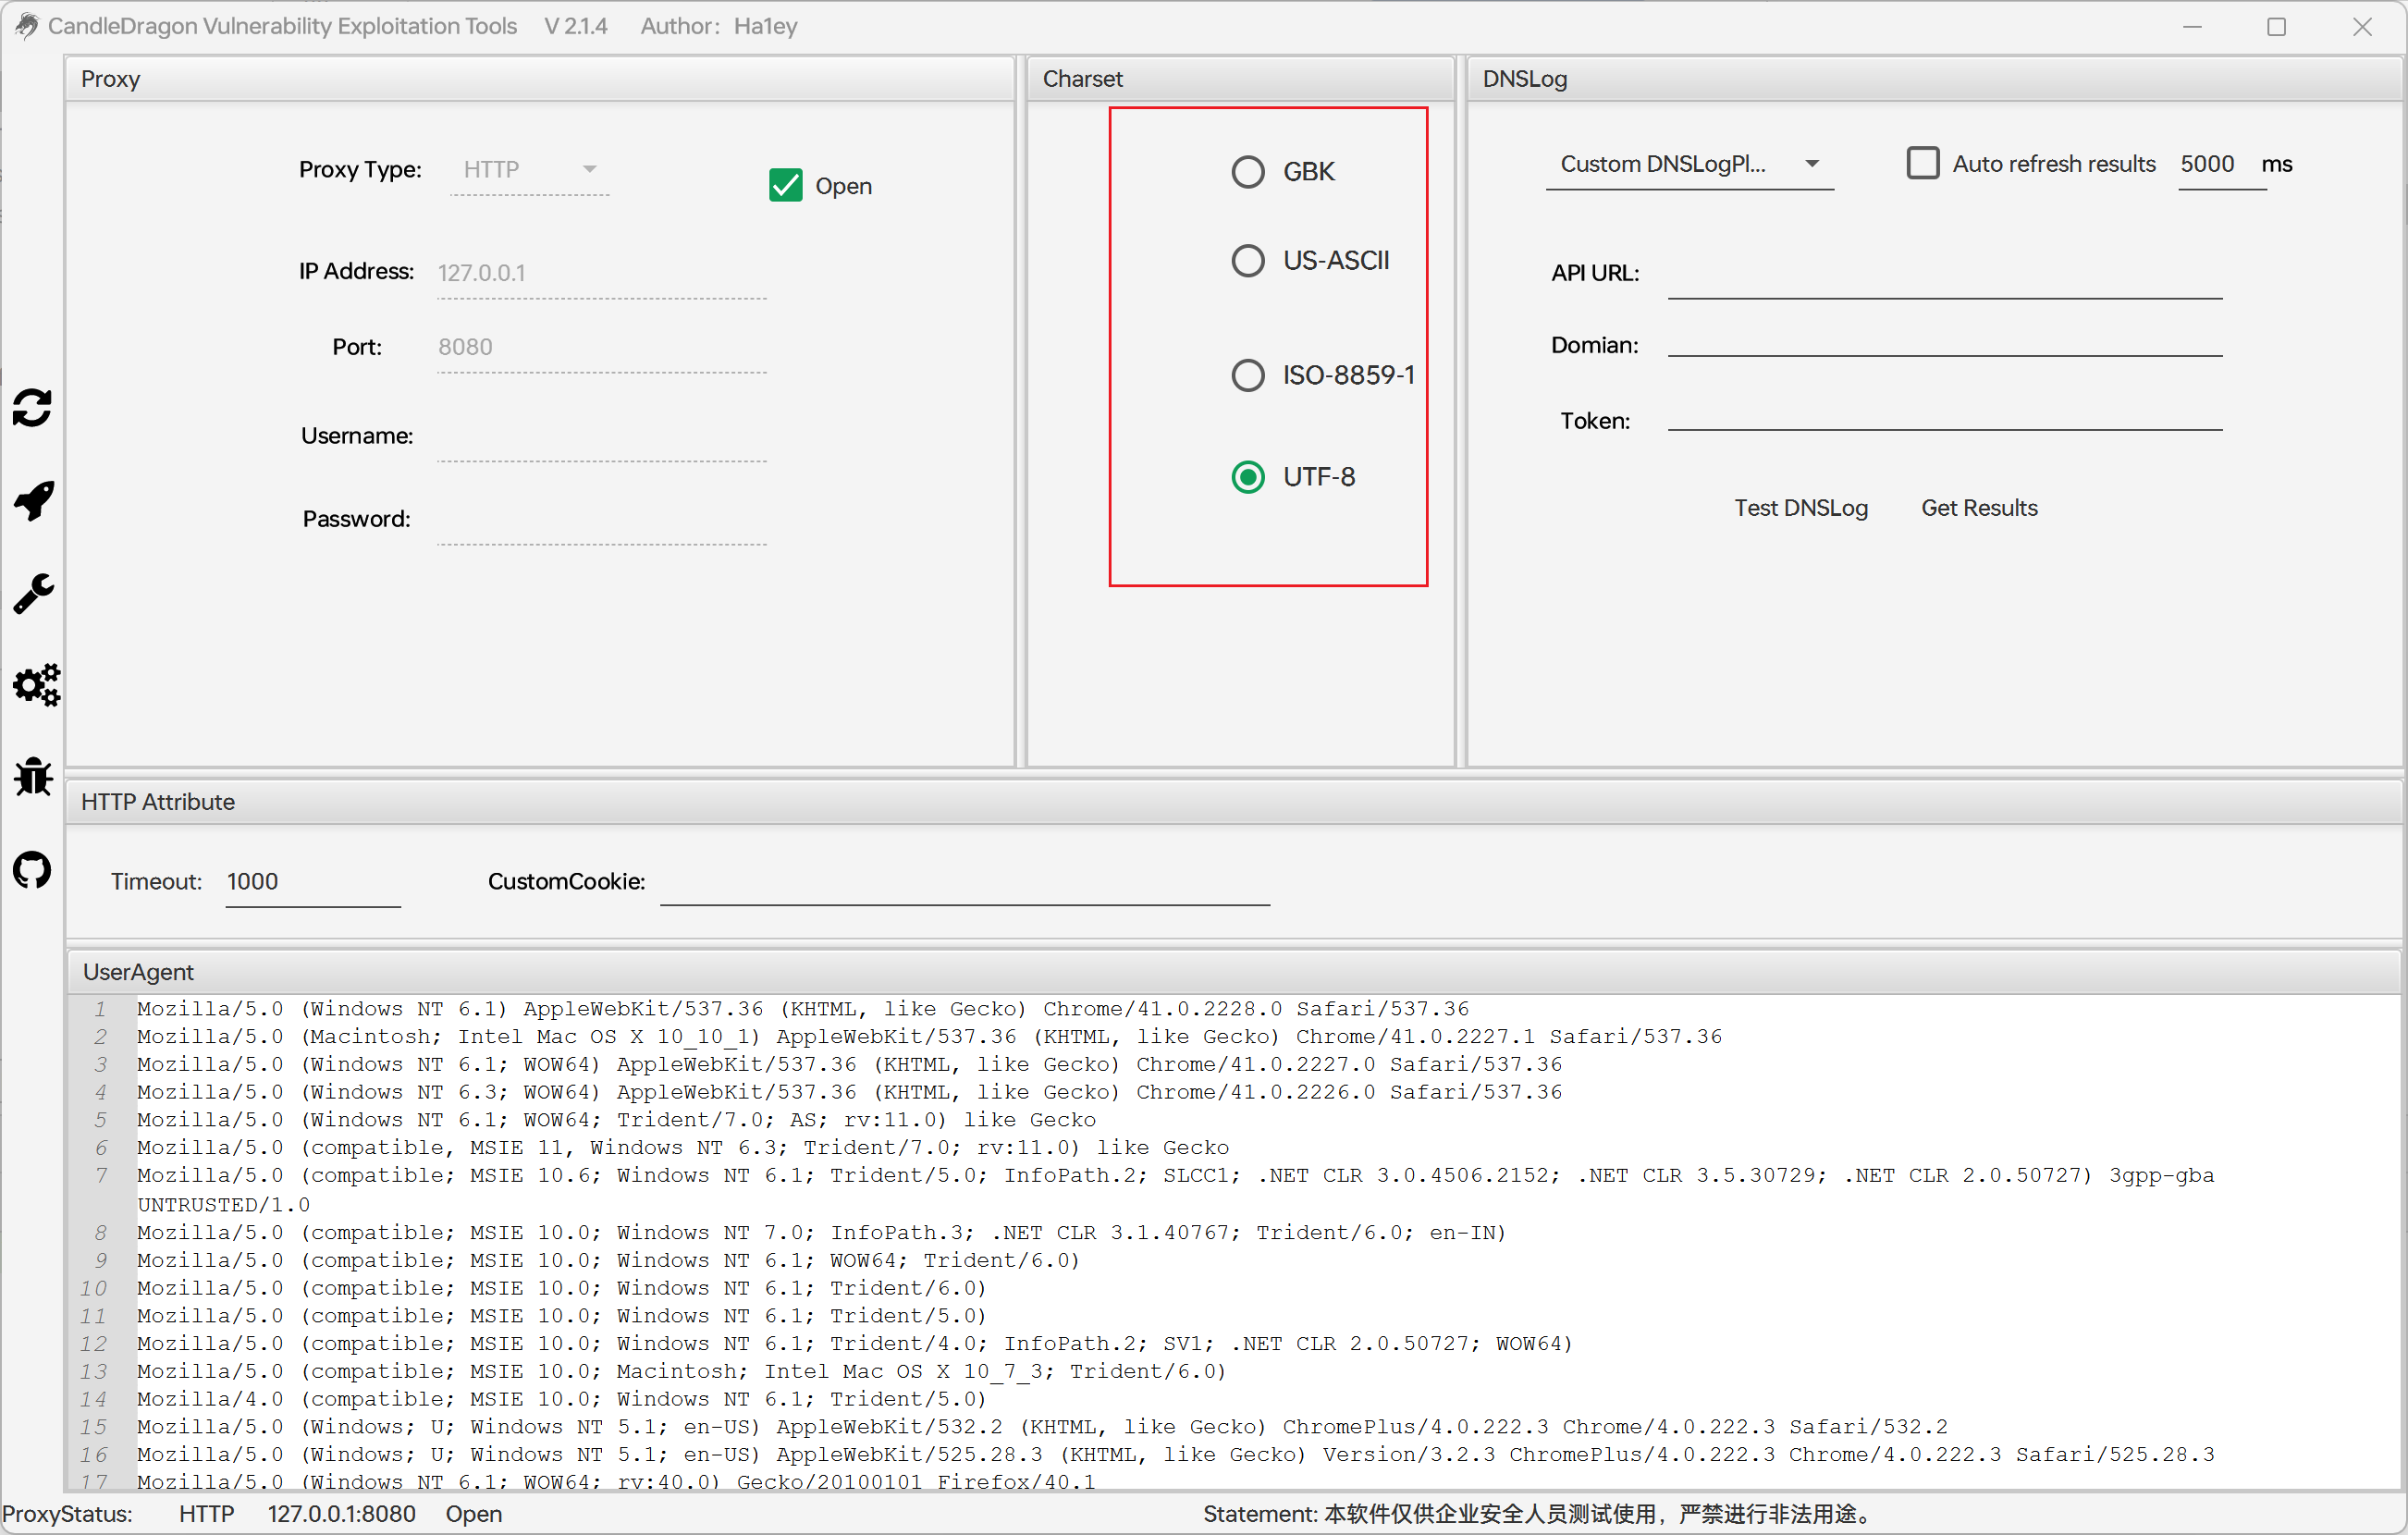 CandleDragon Vulnerability Exploitation Tools V 2.1.4 Author: Ha1ey
Proxy
Proxy Type: HTTP
Open
IP Address: 127.0.0.1
Port: 8080
Username:
Password:
Charset
GBK
US-ASCII
ISO-8859-1
UTF-8
DNSLog
Custom DNSLogPl...
Auto refresh results 5000 ms
API URL:
Domian:
Token:
Test DNSLog Get Results
HTTP Attribute
Timeout: 1000 CustomCookie:
UserAgent
1 Mozilla/5.0 (Windows NT 6.1) AppleWebKit/537.36 (KHTML, like Gecko) Chrome/41.0.2228.0 Safari/537.36
2 Mozilla/5.0 (Macintosh; Intel Mac OS X 10_10_1) AppleWebKit/537.36 (KHTML, like Gecko) Chrome/41.0.2227.1 Safari/537.36
3 Mozilla/5.0 (Windows NT 6.1; WOW64) AppleWebKit/537.36 (KHTML, like Gecko) Chrome/41.0.2227.0 Safari/537.36
4 Mozilla/5.0 (Windows NT 6.3; WOW64) AppleWebKit/537.36 (KHTML, like Gecko) Chrome/41.0.2226.0 Safari/537.36
5 Mozilla/5.0 (Windows NT 6.1; WOW64; Trident/7.0; AS; rv:11.0) like Gecko
6 Mozilla/5.0 (compatible, MSIE 11, Windows NT 6.3; Trident/7.0; rv:11.0) like Gecko
7 Mozilla/5.0 (compatible; MSIE 10.6; Windows NT 6.1; Trident/5.0; InfoPath.2; SLCC1; .NET CLR 3.0.4506.2152; .NET CLR 3.5.30729; .NET CLR 2.0.50727) 3gpp-gba
UNTRUSTED/1.0
8 Mozilla/5.0 (compatible; MSIE 10.0; Windows NT 7.0; InfoPath.3; .NET CLR 3.1.40767; Trident/6.0; en-IN)
9 Mozilla/5.0 (compatible; MSIE 10.0; Windows NT 6.1; WOW64; Trident/6.0)
10 Mozilla/5.0 (compatible; MSIE 10.0; Windows NT 6.1; Trident/6.0)
11 Mozilla/5.0 (compatible; MSIE 10.0; Windows NT 6.1; Trident/5.0)
12 Mozilla/5.0 (compatible; MSIE 10.0; Windows NT 6.1; Trident/4.0; InfoPath.2; SV1; .NET CLR 2.0.50727; WOW64)
13 Mozilla/5.0 (compatible; MSIE 10.0; Macintosh; Intel Mac OS X 10_7_3; Trident/6.0)
14 Mozilla/4.0 (compatible; MSIE 10.0; Windows NT 6.1; Trident/5.0)
15 Mozilla/5.0 (Windows; U; Windows NT 5.1; en-US) AppleWebKit/532.2 (KHTML, like Gecko) ChromePlus/4.0.222.3 Chrome/4.0.222.3 Safari/532.2
16 Mozilla/5.0 (Windows; U; Windows NT 5.1; en-US) AppleWebKit/525.28.3 (KHTML, like Gecko) Version/3.2.3 ChromePlus/4.0.222.3 Chrome/4.0.222.3 Safari/525.28.3
17 Mozilla/5.0 (Windows NT 6.1; WOW64; rv:40.0) Gecko/20100101 Firefox/40.1
ProxyStatus: HTTP 127.0.0.1:8080 Open Statement: 本软件仅供企业安全人员测试使用，严禁进行非法用途。